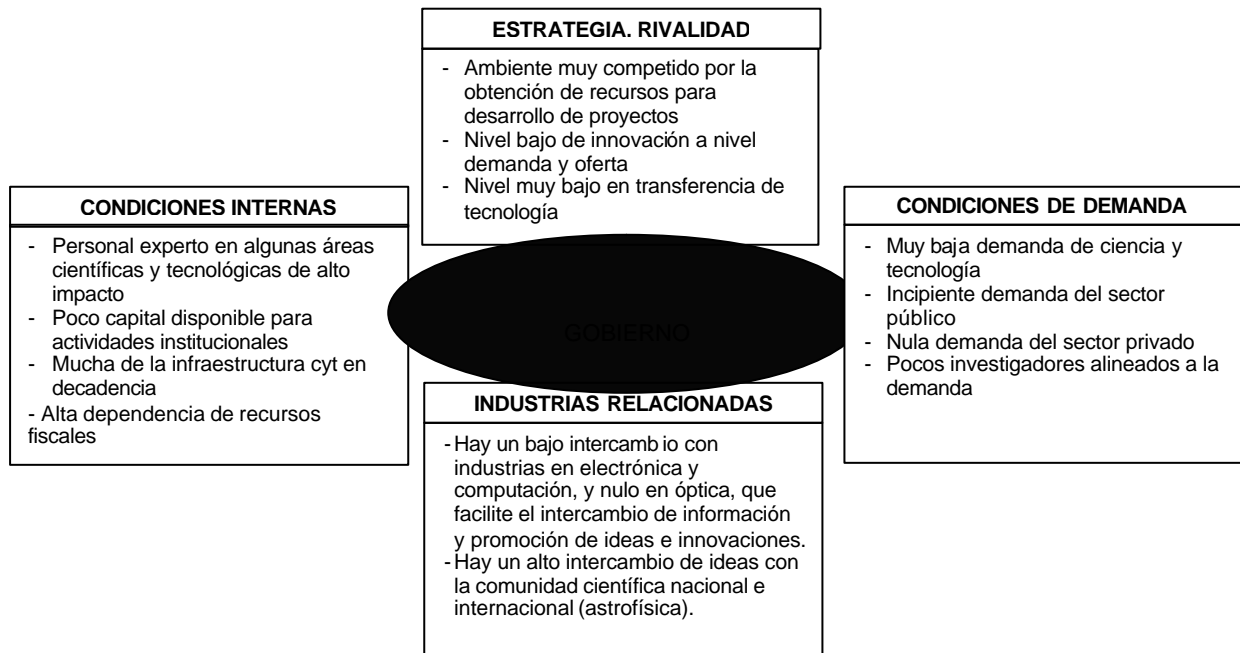 ESTRATEGIA. RIVALIDAD
- Ambiente muy competido por la
obtención de recursos para
desarrollo de proyectos
- Nivel bajo de innovación a nivel
demanda y oferta
- Nivel muy bajo en transferencia de
tecnología
CONDICIONES INTERNAS
- Personal experto en algunas áreas
científicas y tecnológicas de alto
impacto
- Poco capital disponible para
actividades institucionales
- Mucha de la infraestructura cyt en
decadencia
- Alta dependencia de recursos
fiscales
GOBIERNO
CONDICIONES DE DEMANDA
- Muy baja demanda de ciencia y
tecnología
- Incipiente demanda del sector
público
- Nula demanda del sector privado
- Pocos investigadores alineados a la
demanda
INDUSTRIAS RELACIONADAS
- Hay un bajo intercambio con
industrias en electrónica y
computación, y nulo en óptica, que
facilite el intercambio de información
y promoción de ideas e innovaciones.
- Hay un alto intercambio de ideas con
la comunidad científica nacional e
internacional (astrofísica).